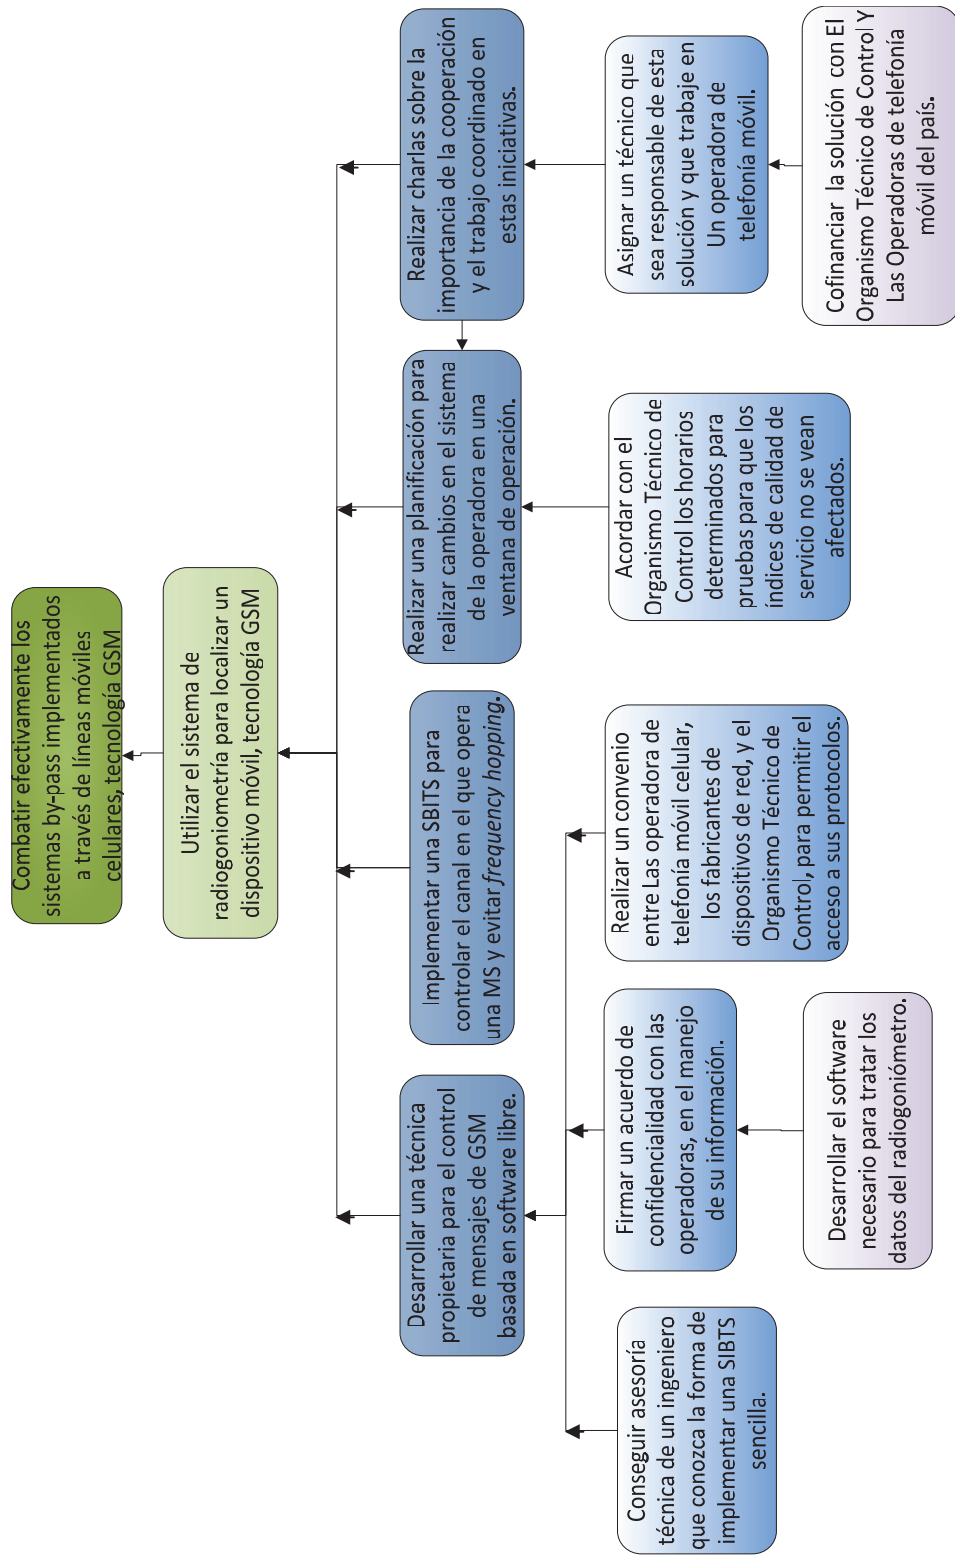 Combatir efectivamente los
sistemas by-pass implementados
a través de líneas móviles
celulares, tecnología GSM
Utilizar el sistema de
radiogoniometría para localizar un
dispositivo móvil, tecnología GSM
Desarrollar una técnica
propietaria para el control
de mensajes de GSM
basada en software libre.
Implementar una SBITS para
controlar el canal en el que opera
una MS y evitar frequency hopping.
Realizar una planificación para
realizar cambios en el sistema
de la operadora en una
ventana de operación.
Realizar charlas sobre la
importancia de la cooperación
y el trabajo coordinado en
estas iniciativas.
Conseguir asesoría
técnica de un ingeniero
que conozca la forma de
implementar una SIBTS
sencilla.
Firmar un acuerdo de
confidencialidad con las
operadoras, en el manejo
de su información.
Realizar un convenio
entre Las operadora de
telefonía móvil celular,
los fabricantes de
dispositivos de red, y el
Organismo Técnico de
Control, para permitir el
acceso a sus protocolos.
Acordar con el
Organismo Técnico de
Control los horarios
determinados para
pruebas para que los
índices de calidad de
servicio no se vean
afectados.
Asignar un técnico que
sea responsable de esta
solución y que trabaje en
Un operadora de
telefonía móvil.
Desarrollar el software
necesario para tratar los
datos del radiogoniómetro.
Cofinanciar la solución con El
Organismo Técnico de Control Y
Las Operadoras de telefonía
móvil del país.